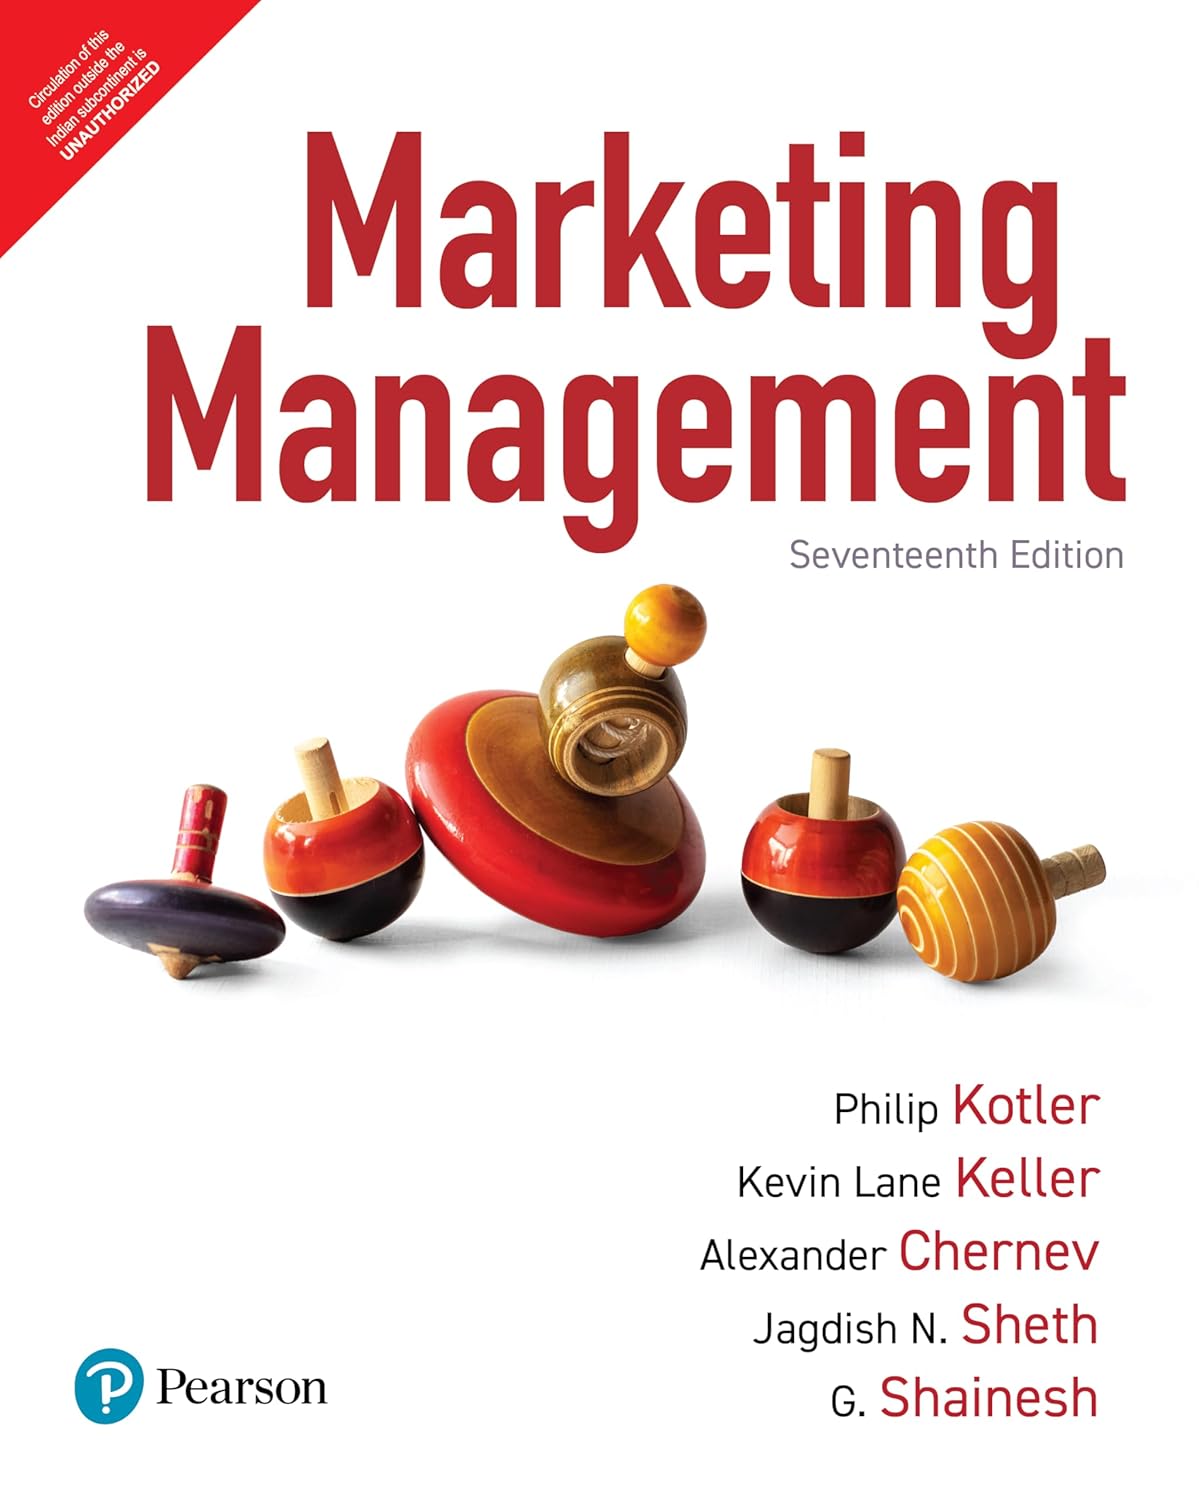 Circulation of this
edition outside the
Indian subcontinent is
UNAUTHORIZED
Marketing
Management
Seventeenth Edition
Philip Kotler
Kevin Lane Keller
Alexander Chernev
Jagdish N. Sheth
G. Shainesh
Pearson